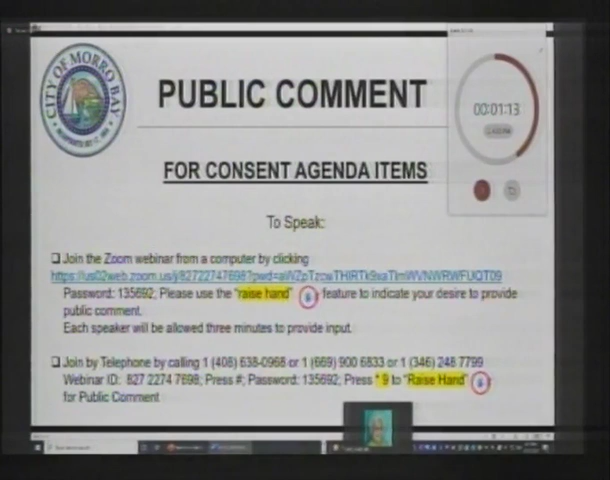 CITY OF MORRO BAY
PUBLIC COMMENT
00:01:13
FOR CONSENT AGENDA ITEMS
To Speak:
❑ Join the Zoom webinar from a computer by clicking
Password: 135692; Please use the "raise hand" feature to indicate your desire to provide
public comment.
Each speaker will be allowed three minutes to provide input.
❑ Join by Telephone by calling 1 (408) 638-0968 or 1 (669) 900 6833 or 1 (346) 248 7799
Webinar ID: 827 2274 7698; Press #; Password: 135692; Press * 9 to "Raise Hand"
for Public Comment